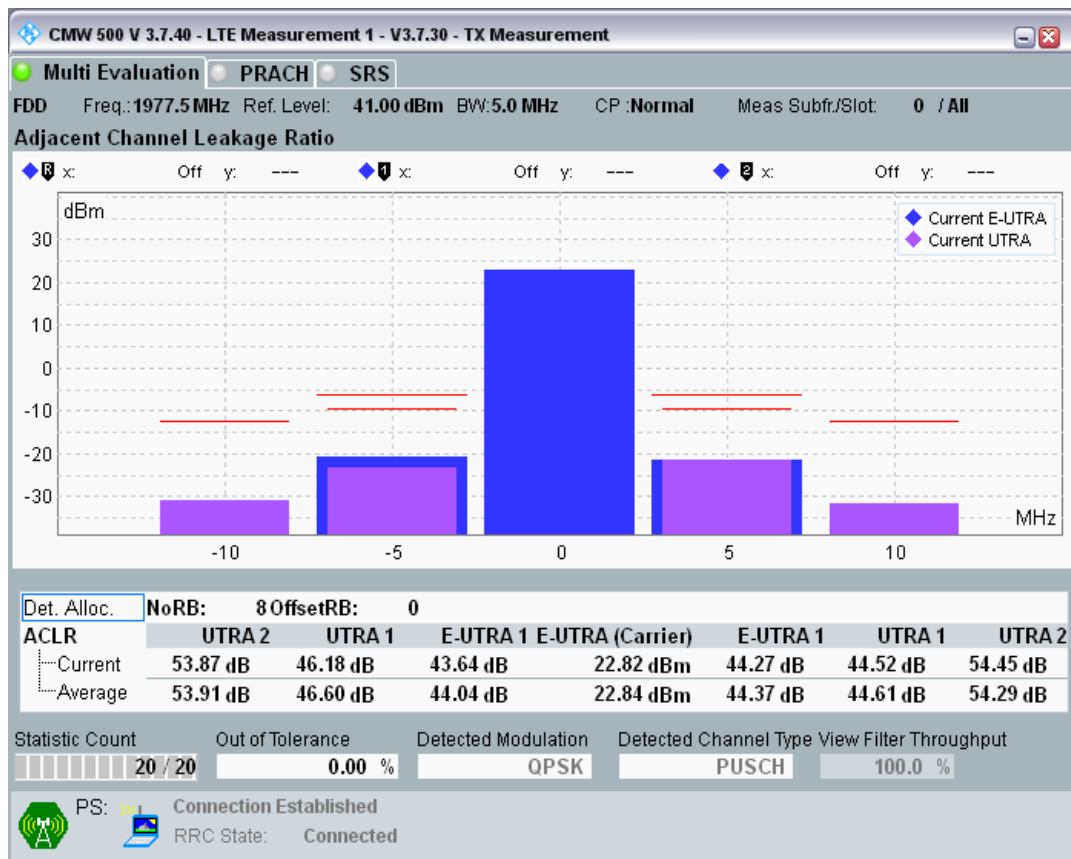 CMW 500 V 3.7.40 - LTE Measurement 1 - V3.7.30 - TX Measurement
Multi Evaluation PRACH SRS
FDD Freq.:1977.5 MHz Ref. Level: 41.00 dBm BW:5.0 MHz CP :Normal Meas Subfr./Slot: 0 / All
Adjacent Channel Leakage Ratio
R x: Off y: --- 1 x: Off y: --- 2 x: Off y: ---
dBm
Current E-UTRA
Current UTRA
30
20
10
0
-10
-20
-30
MHz
-10 -5 0 5 10
Det. Alloc. NoRB: 8 OffsetRB: 0
ACLR UTRA 2 UTRA 1 E-UTRA 1 E-UTRA (Carrier) E-UTRA 1 UTRA 1 UTRA 2
Current 53.87 dB 46.18 dB 43.64 dB 22.82 dBm 44.27 dB 44.52 dB 54.45 dB
Average 53.91 dB 46.60 dB 44.04 dB 22.84 dBm 44.37 dB 44.61 dB 54.29 dB
Statistic Count Out of Tolerance Detected Modulation Detected Channel Type View Filter Throughput
20 / 20 0.00 % QPSK PUSCH 100.0 %
PS: Connection Established
RRC State: Connected